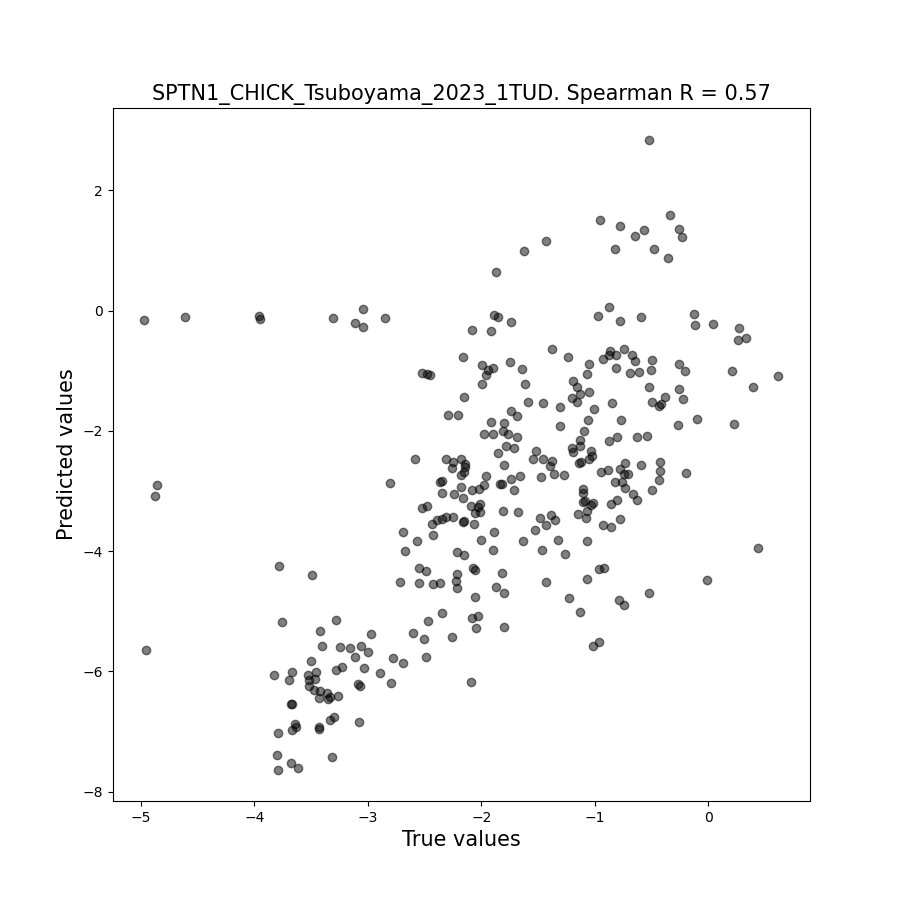 SPTN1_CHICK_Tsuboyama_2023_1TUD. Spearman R = 0.57
2
0
−2
−4
−6
−8
Predicted values
−5 −4 −3 −2 −1 0
True values